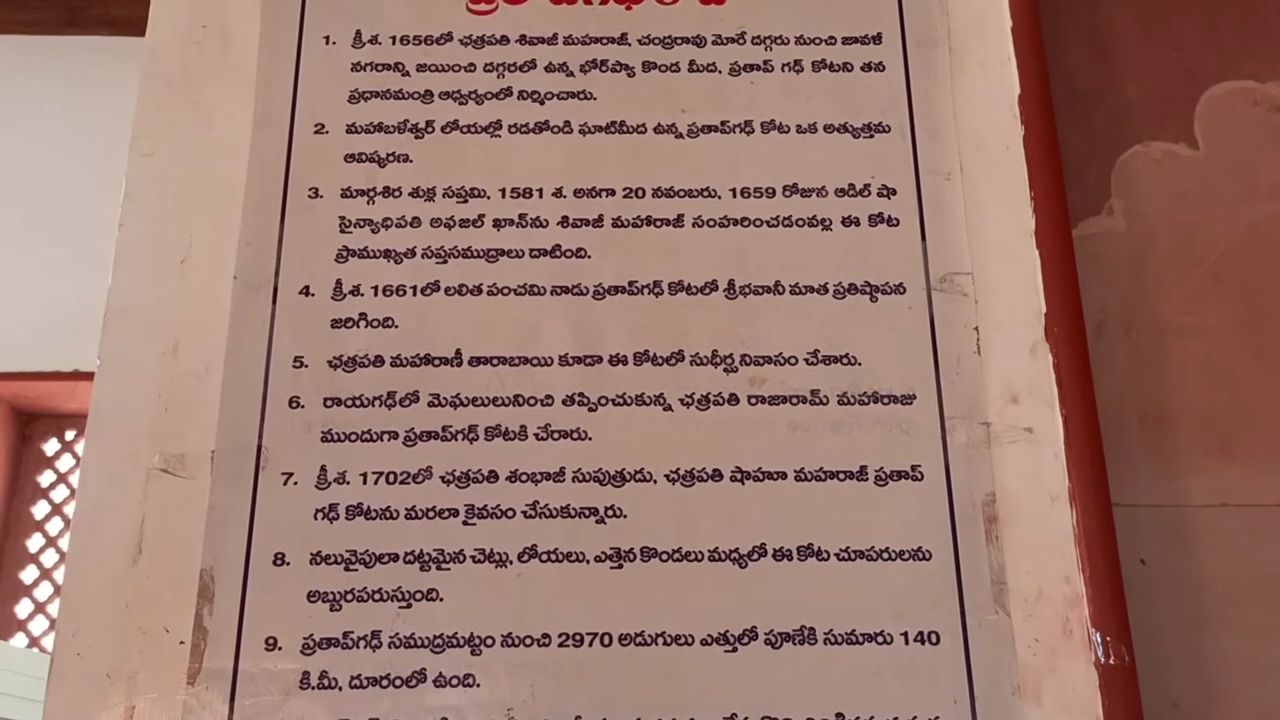 1. క్రీ.శ. 1656లో ఛత్రపతి శివాజీ మహరాజ్, చంద్రరావు మోరే దగ్గరు నుంచి జావళీ
నగరాన్ని జయించి దగ్గరలో ఉన్న భోర్‌ప్యా కొండ మీద, ప్రతాప్ గఢ్ కోటని తన
ప్రధానమంత్రి ఆధ్వర్యంలో నిర్మించారు.
2. మహాబళేశ్వర్ లోయల్లో రడతోండి ఘాట్‌మీద ఉన్న ప్రతాప్‌గఢ్ కోట ఒక అత్యుత్తమ
ఆవిష్కరణ.
3. మార్గశిర శుక్ల సప్తమి, 1581 శ. అనగా 20 నవంబరు, 1659 రోజున ఆడిల్ షా
సైన్యాధిపతి అఫజల్ ఖాన్‌ను శివాజీ మహారాజ్ సంహరించడంవల్ల ఈ కోట
ప్రాముఖ్యత సప్తసముద్రాలు దాటింది.
4. క్రీ.శ. 1661లో లలిత పంచమి నాడు ప్రతాప్‌గఢ్ కోటలో శ్రీభవానీ మాత ప్రతిష్ఠాపన
జరిగింది.
5. ఛత్రపతి మహారాణీ తారాబాయి కూడా ఈ కోటలో సుధీర్ఘ నివాసం చేశారు.
6. రాయగఢ్‌లో మొఘలులునించి తప్పించుకున్న ఛత్రపతి రాజారామ్ మహారాజు
ముందుగా ప్రతాప్‌గఢ్ కోటకి చేరారు.
7. క్రీ.శ. 1702లో ఛత్రపతి శంభాజీ సుపుత్రుడు, ఛత్రపతి షాహూ మహరాజ్ ప్రతాప్
గఢ్ కోటను మరలా కైవసం చేసుకున్నారు.
8. నలువైపులా దట్టమైన చెట్లు, లోయలు, ఎత్తెన కొండలు మధ్యలో ఈ కోట చూపరులను
అబ్బురపరుస్తుంది.
9. ప్రతాప్‌గఢ్ సముద్రమట్టం నుంచి 2970 అడుగులు ఎత్తులో పూణేకి సుమారు 140
కి.మీ, దూరంలో ఉంది.